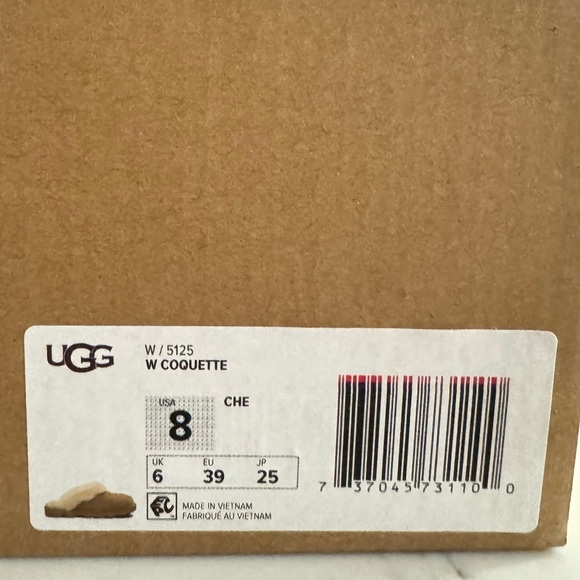 UGG
W / 5125
W COQUETTE
USA
8
CHE
UK EU JP
6 39 25
MADE IN VIETNAM
FABRIQUÉ AU VIETNAM
7 37045 73110 0